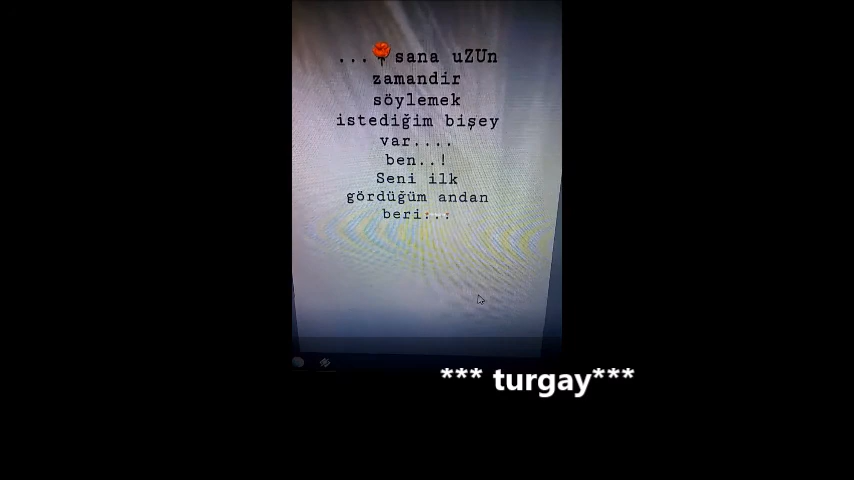 ...🌹sana uZUn
zamandir
söylemek
istediğim bişey
var....
ben..!
Seni ilk
gördüğüm andan
beri...
*** turgay***